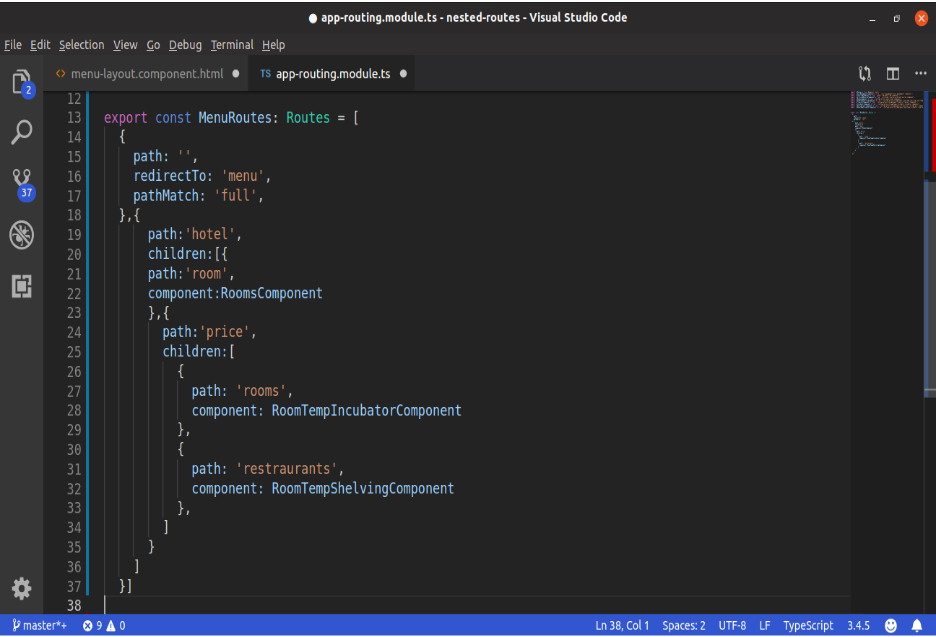 app-routing.module.ts - nested-routes - Visual Studio Code
File Edit Selection View Go Debug Terminal Help
menu-layout.component.html
TS app-routing.module.ts
2
37
12
13 export const MenuRoutes: Routes = [
14 {
15 path: '',
16 redirectTo: 'menu',
17 pathMatch: 'full',
18 },{
19 path:'hotel',
20 children:[{
21 path:'room',
22 component:RoomsComponent
23 },{
24 path:'price',
25 children:[
26 {
27 path: 'rooms',
28 component: RoomTempIncubatorComponent
29 },
30 {
31 path: 'restraurants',
32 component: RoomTempShelvingComponent
33 },
34 ]
35 }
36 ]
37 }]
38
master*+ 9 0 Ln 38, Col 1 Spaces: 2 UTF-8 LF TypeScript 3.4.5